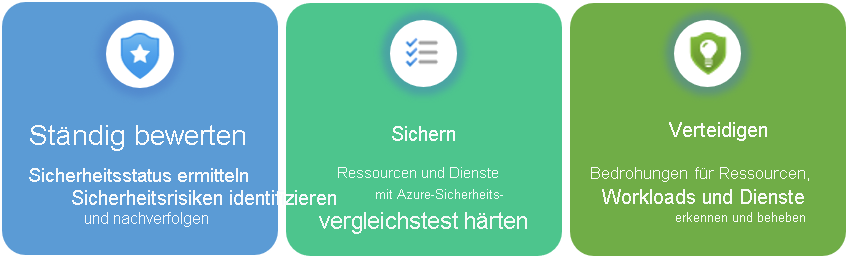 Ständig bewerten
Sicherheitsstatus ermitteln
Sicherheitsrisiken identifizieren
und nachverfolgen
Sichern
Ressourcen und Dienste
mit Azure-Sicherheits-
vergleichstest härten
Verteidigen
Bedrohungen für Ressourcen,
Workloads und Dienste
erkennen und beheben